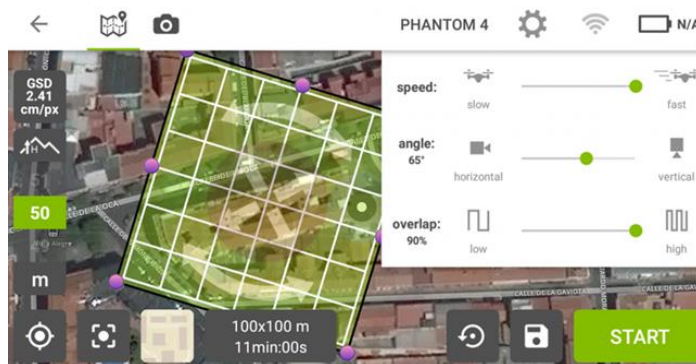 PHANTOM 4
N/A
GSD
2.41
cm/px
H
50
m
speed:
slow
fast
angle:
65°
horizontal
vertical
overlap:
90%
low
high
CALLE DE LA OCA
CALLE DE LA GAVIOTA
100x100 m
11min:00s
START